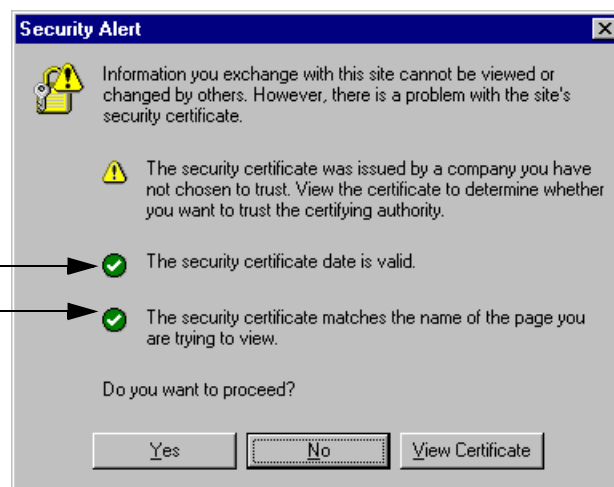 Security Alert
Information you exchange with this site cannot be viewed or
changed by others. However, there is a problem with the site's
security certificate.
The security certificate was issued by a company you have
not chosen to trust. View the certificate to determine whether
you want to trust the certifying authority.
The security certificate date is valid.
The security certificate matches the name of the page you
are trying to view.
Do you want to proceed?
Yes No View Certificate